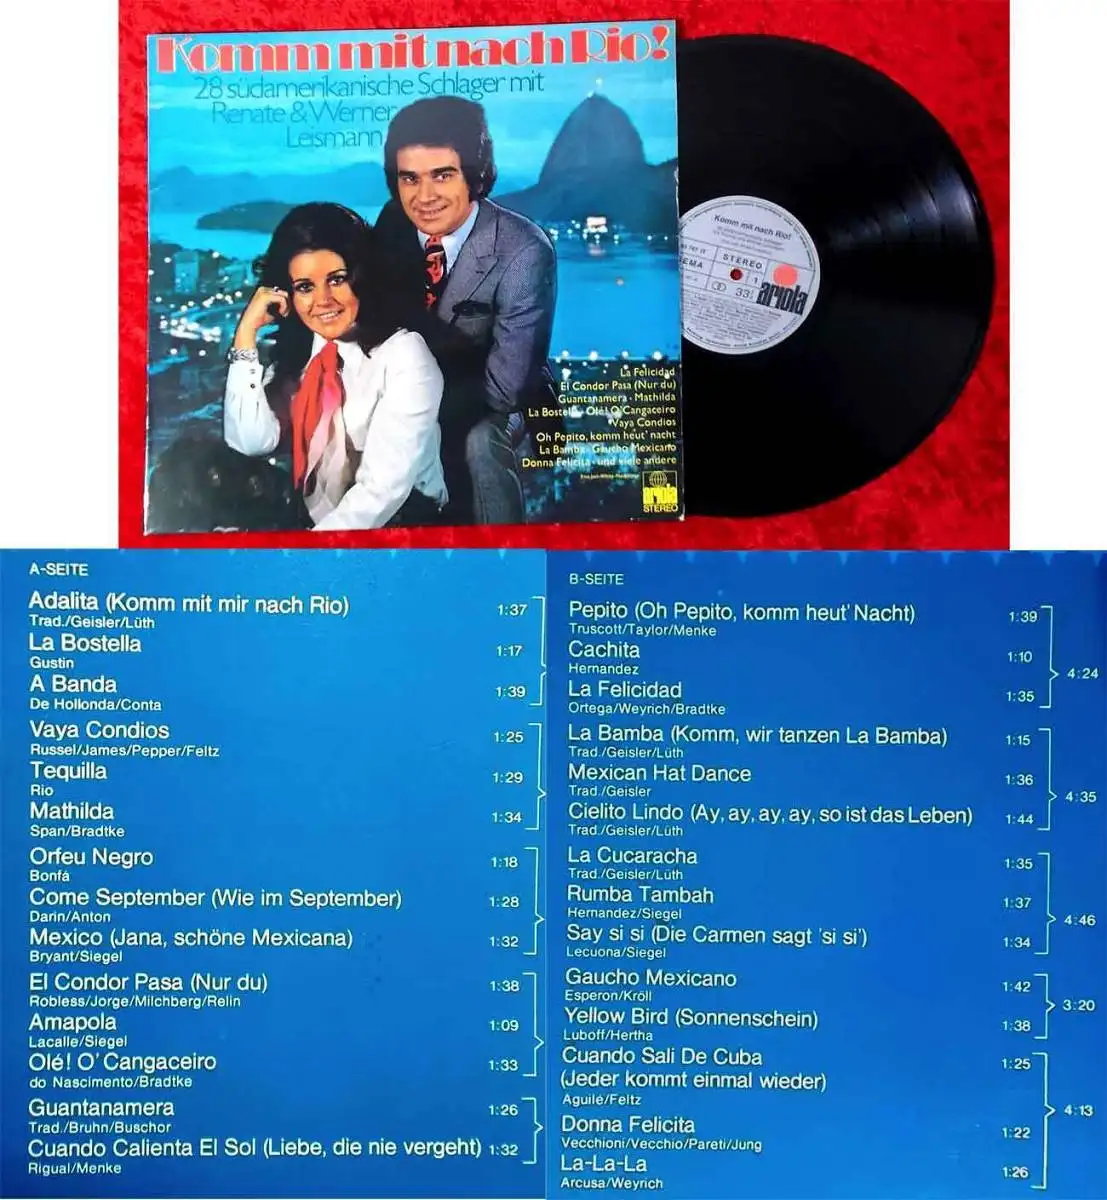 Komm mit nach Rio!
28 südamerikanische Schlager mit
Renate & Werner
Leismann
La Felicidad
El Condor Pasa (Nur du)
Guantanamera · Mathilda
La Bostella · Olé! O'Cangaceiro
Vaya Condios
Oh Pepito, komm heut' nacht
La Bamba · Gaucho Mexicano
Donna Felicita · und viele andere
ariola
STEREO
Komm mit nach Rio!
STEREO
GEMA
1
33
ariola
A-SEITE
Adalita (Komm mit mir nach Rio) 1:37
Trad./Geisler/Lüth
La Bostella 1:17
Gustin
A Banda 1:39
De Hollonda/Conta
Vaya Condios 1:25
Russel/James/Pepper/Feltz
Tequilla 1:29
Rio
Mathilda 1:34
Span/Bradtke
Orfeu Negro 1:18
Bonfá
Come September (Wie im September) 1:28
Darin/Anton
Mexico (Jana, schöne Mexicana) 1:32
Bryant/Siegel
El Condor Pasa (Nur du) 1:38
Robless/Jorge/Milchberg/Relin
Amapola 1:09
Lacalle/Siegel
Olé! O' Cangaceiro 1:33
do Nascimento/Bradtke
Guantanamera 1:26
Trad./Bruhn/Buschor
Cuando Calienta El Sol (Liebe, die nie vergeht) 1:32
Rigual/Menke
B-SEITE
Pepito (Oh Pepito, komm heut' Nacht) 1:39
Truscott/Taylor/Menke
Cachita 1:10
Hernandez
4:24
La Felicidad 1:35
Ortega/Weyrich/Bradtke
La Bamba (Komm, wir tanzen La Bamba) 1:15
Trad./Geisler/Lüth
Mexican Hat Dance 1:36
Trad./Geisler
4:35
Cielito Lindo (Ay, ay, ay, ay, so ist das Leben) 1:44
Trad./Geisler/Lüth
La Cucaracha 1:35
Trad./Geisler/Lüth
Rumba Tambah 1:37
Hernandez/Siegel
4:46
Say si si (Die Carmen sagt 'si si') 1:34
Lecuona/Siegel
Gaucho Mexicano 1:42
Esperon/Kröll
3:20
Yellow Bird (Sonnenschein) 1:38
Luboff/Hertha
Cuando Sali De Cuba 1:25
(Jeder kommt einmal wieder)
Aguilé/Feltz
4:13
Donna Felicita 1:22
Vecchioni/Vecchio/Pareti/Jung
La-La-La 1:26
Arcusa/Weyrich